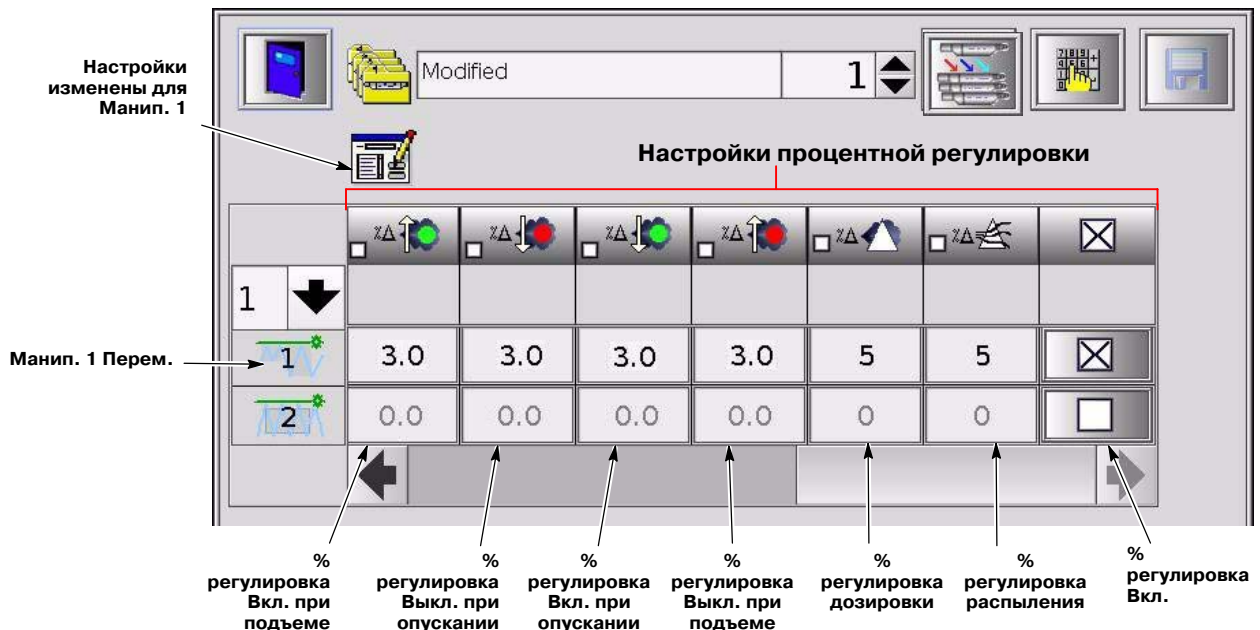 Настройки
изменены для
Манип. 1
Modified
1
Настройки процентной регулировки
%Δ %Δ %Δ %Δ %Δ %Δ
1
Манип. 1 Перем.
1 3.0 3.0 3.0 3.0 5 5
2 0.0 0.0 0.0 0.0 0 0
%
регулировка
Вкл. при
подъеме
%
регулировка
Выкл. при
опускании
%
регулировка
Вкл. при
опускании
%
регулировка
Выкл. при
подъеме
%
регулировка
дозировки
%
регулировка
распыления
%
регулировка
Вкл.